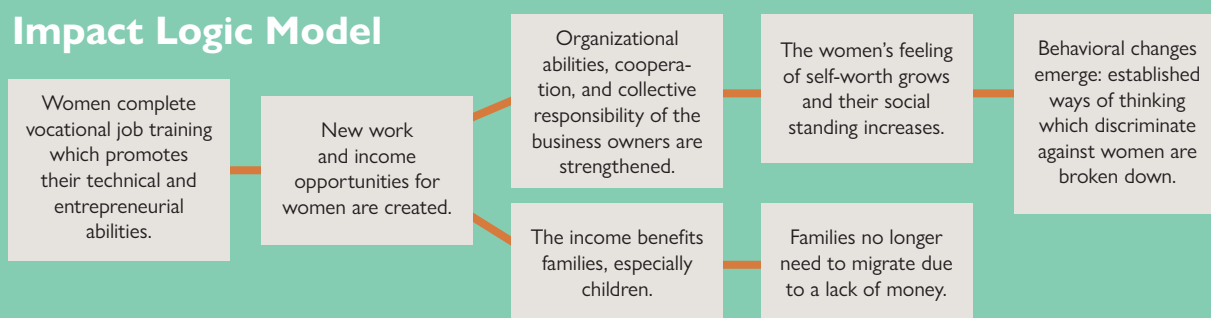 Impact Logic Model
Women complete
vocational job training
which promotes
their technical and
entrepreneurial
abilities.
New work
and income
opportunities for
women are created.
Organizational
abilities, coopera-
tion, and collective
responsibility of the
business owners are
strengthened.
The women's feeling
of self-worth grows
and their social
standing increases.
Behavioral changes
emerge: established
ways of thinking
which discriminate
against women are
broken down.
The income benefits
families, especially
children.
Families no longer
need to migrate due
to a lack of money.